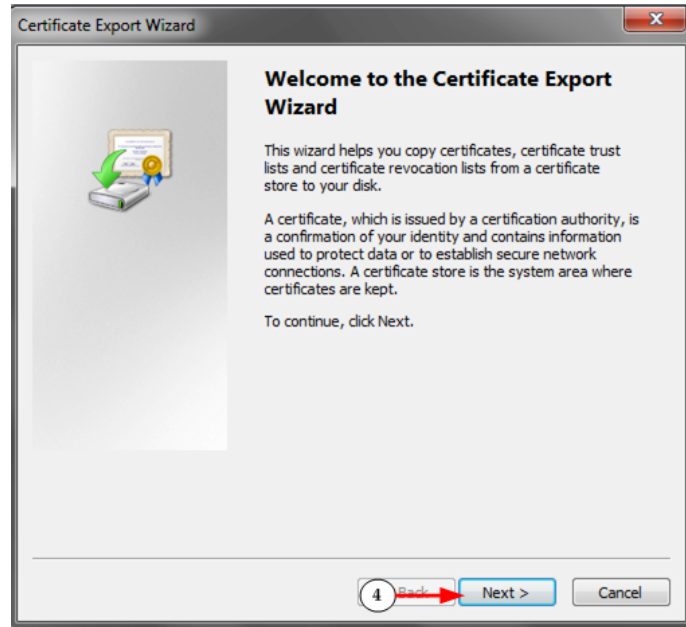 Certificate Export Wizard
Welcome to the Certificate Export
Wizard
This wizard helps you copy certificates, certificate trust
lists and certificate revocation lists from a certificate
store to your disk.
A certificate, which is issued by a certification authority, is
a confirmation of your identity and contains information
used to protect data or to establish secure network
connections. A certificate store is the system area where
certificates are kept.
To continue, click Next.
4 Back Next > Cancel